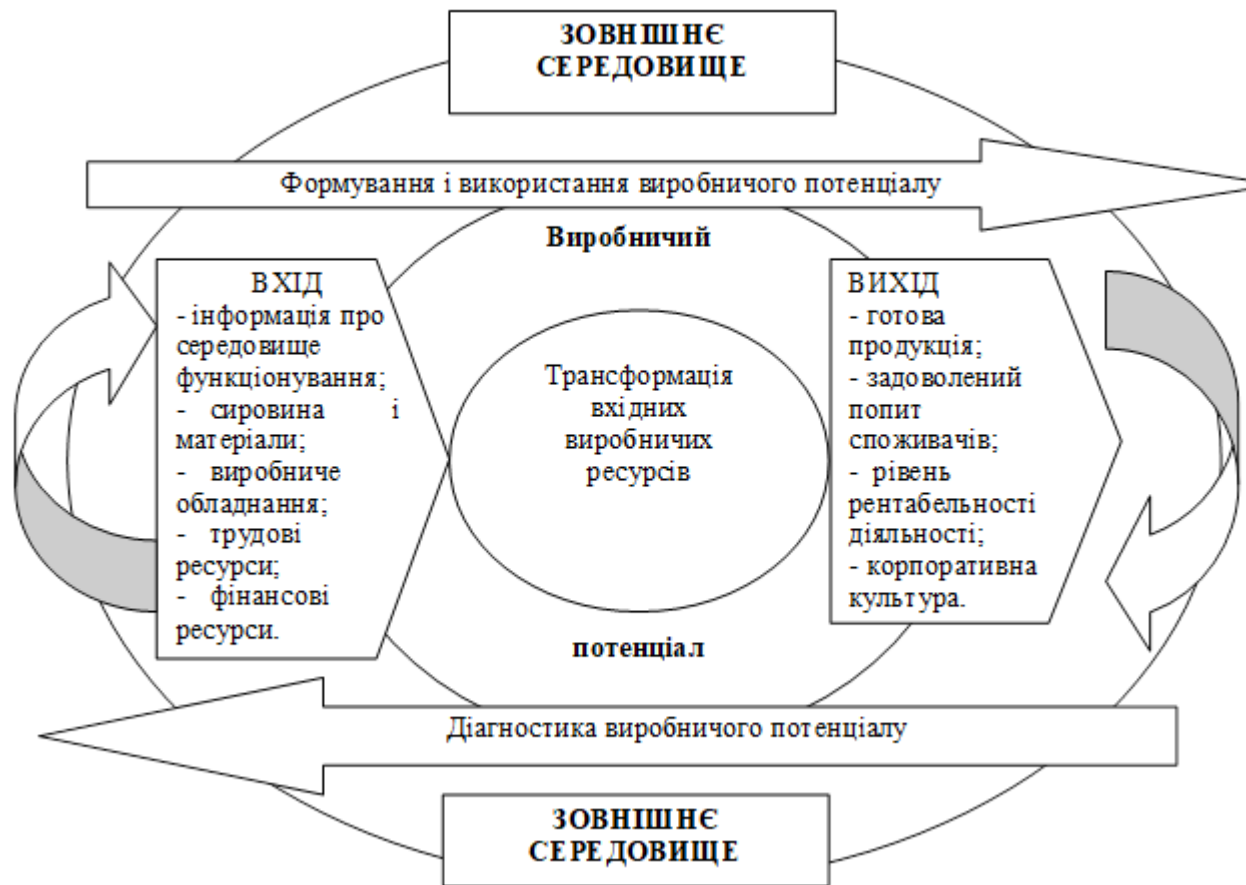 ЗОВНІШНЄ
СЕРЕДОВИЩЕ
Формування і використання виробничого потенціалу
Виробничий
ВХІД
- інформація про
середовище
функціонування;
- сировина і
матеріали;
- виробниче
обладнання;
- трудові
ресурси;
- фінансові
ресурси.
Трансформація
вхідних
виробничих
ресурсів
ВИХІД
- готова
продукція;
- задоволений
попит
споживачів;
- рівень
рентабельності
діяльності;
- корпоративна
культура.
потенціал
Діагностика виробничого потенціалу
ЗОВНІШНЄ
СЕРЕДОВИЩЕ